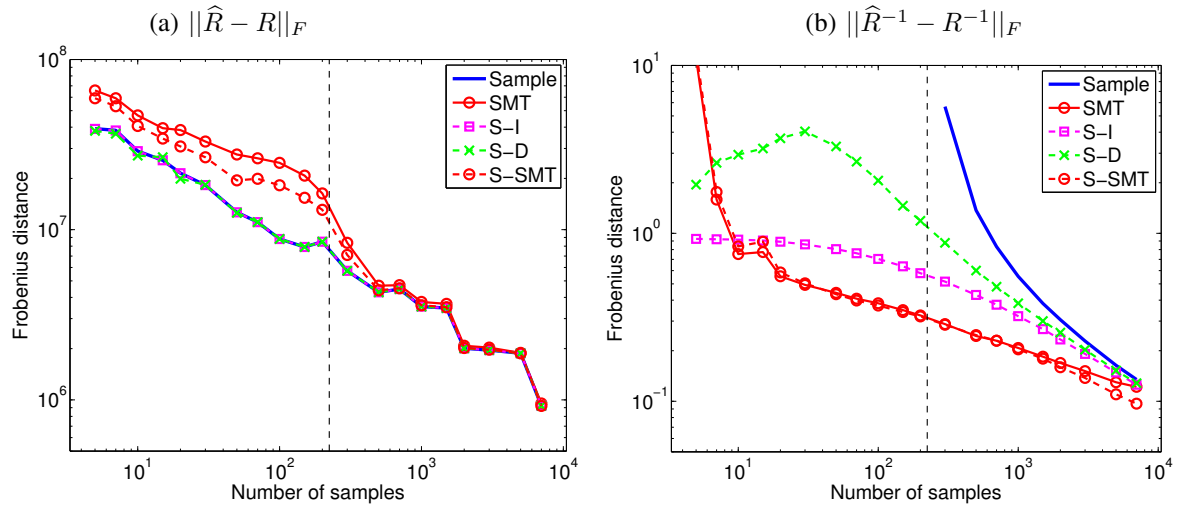 (a) ||R̂ − R||_F
10^8
10^7
10^6
Frobenius distance
10^1
10^2
10^3
10^4
Number of samples
Sample
SMT
S−I
S−D
S−SMT
(b) ||R̂^{-1} − R^{-1}||_F
10^1
10^0
10^{-1}
Frobenius distance
10^1
10^2
10^3
10^4
Number of samples
Sample
SMT
S−I
S−D
S−SMT